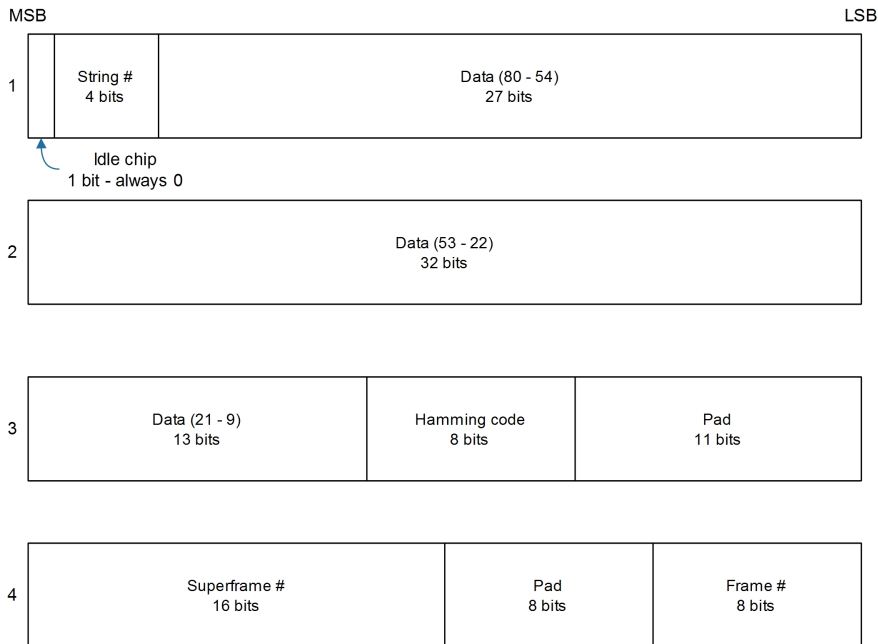 MSB
LSB
1
String #
4 bits
Data (80 - 54)
27 bits
Idle chip
1 bit - always 0
2
Data (53 - 22)
32 bits
3
Data (21 - 9)
13 bits
Hamming code
8 bits
Pad
11 bits
4
Superframe #
16 bits
Pad
8 bits
Frame #
8 bits